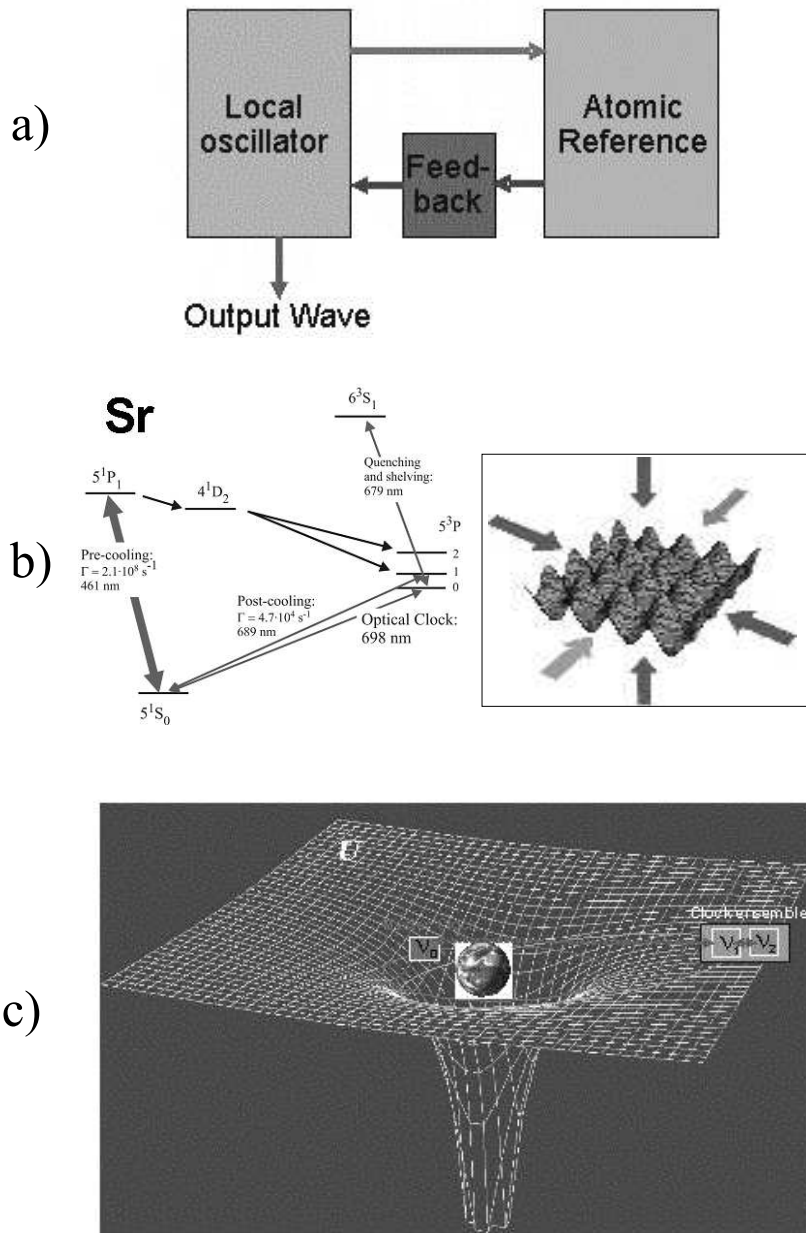 a)
Local
oscillator
Atomic
Reference
Feed-
back
Output Wave
b)
Sr
6³S₁
5¹P₁
4¹D₂
Quenching
and shelving:
679 nm
5³P
2
1
0
Pre-cooling:
Γ = 2.1·10⁸ s⁻¹
461 nm
Post-cooling:
Γ = 4.7·10⁴ s⁻¹
689 nm
Optical Clock:
698 nm
5¹S₀
c)
U
Clock ensemble
ν₀
ν₁
ν₂